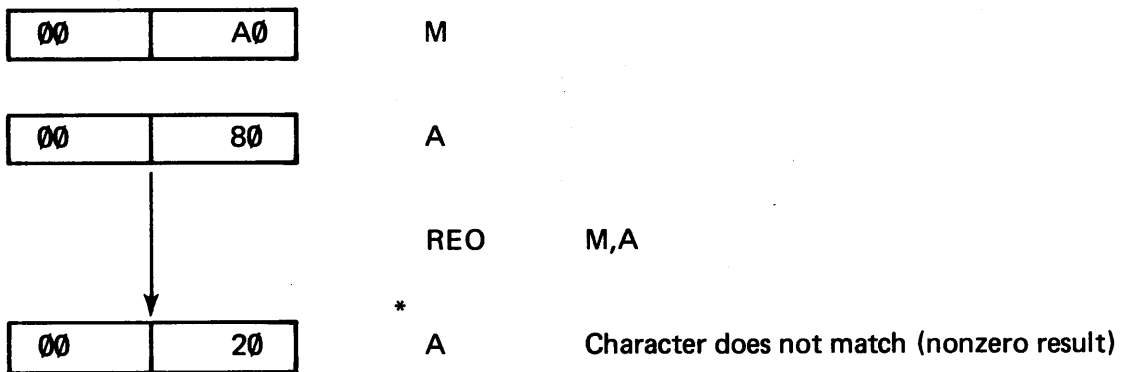 00 A0 M
00 80 A
REO M,A
*
00 20 A Character does not match (nonzero result)